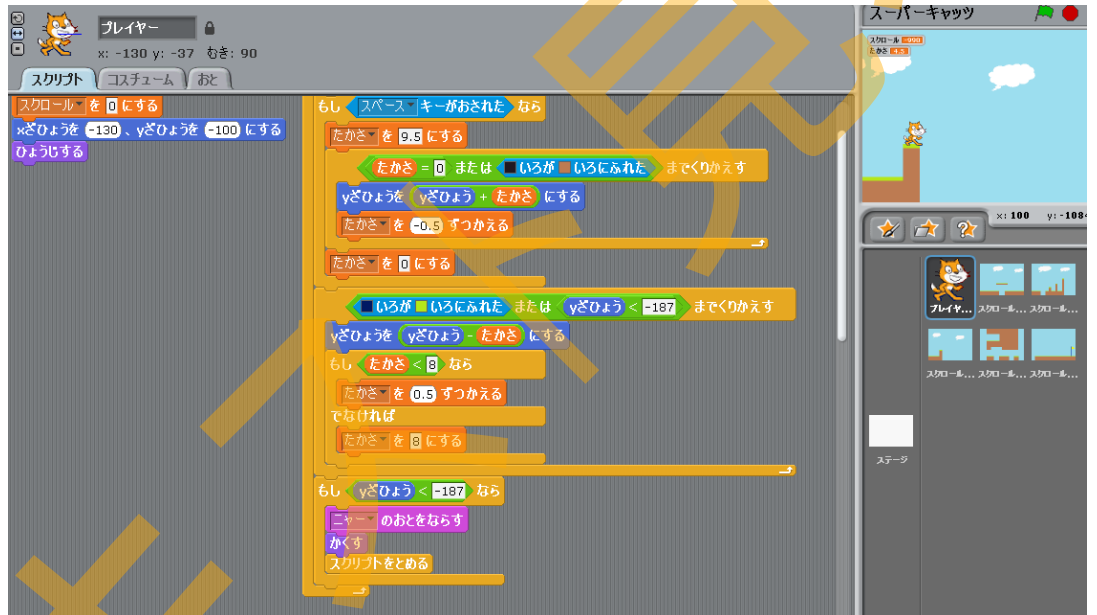 プレイヤー
x: -130 y: -37 むき: 90
スクリプト コスチューム おと
スクロール を 0 にする
xざひょうを -130 、yざひょうを -100 にする
ひょうじする
もし スペース キーがおされた なら
たかさ を 9.5 にする
たかさ = 0 または いろが いろにふれた までくりかえす
yざひょうを yざひょう + たかさ にする
たかさ を -0.5 ずつかえる
たかさ を 0 にする
いろが いろにふれた または yざひょう < -187 までくりかえす
yざひょうを yざひょう - たかさ にする
もし たかさ < 8 なら
たかさ を 0.5 ずつかえる
でなければ
たかさ を 8 にする
もし yざひょう < -187 なら
ニャー のおとをならす
かくす
スクリプトをとめる
スーパーキャッツ
スクロール -990
たかさ
x: 100 y: -1084
プレイヤ... スクロール... スクロール...
スクロール... スクロール... スクロール...
ステージ